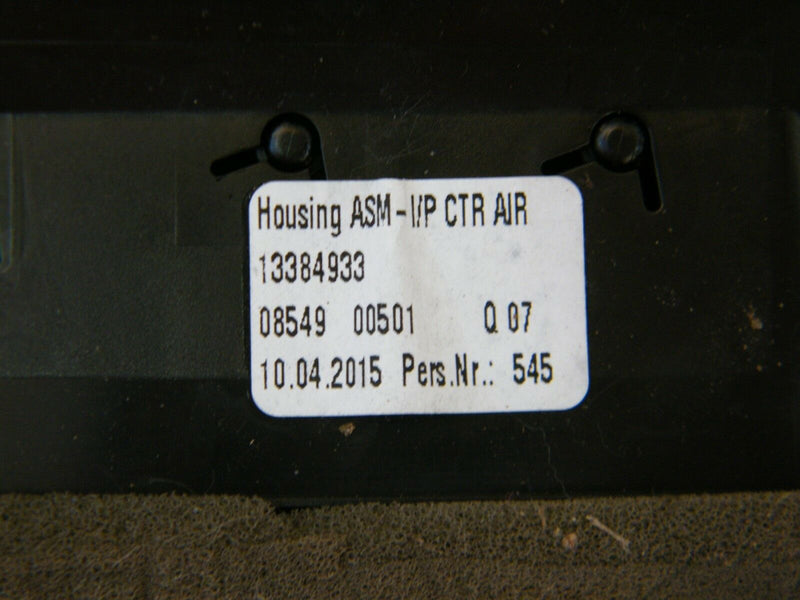 Housing ASM-I/P CTR AIR
13384933
08549 00501 Q 07
10.04.2015 Pers.Nr.: 545